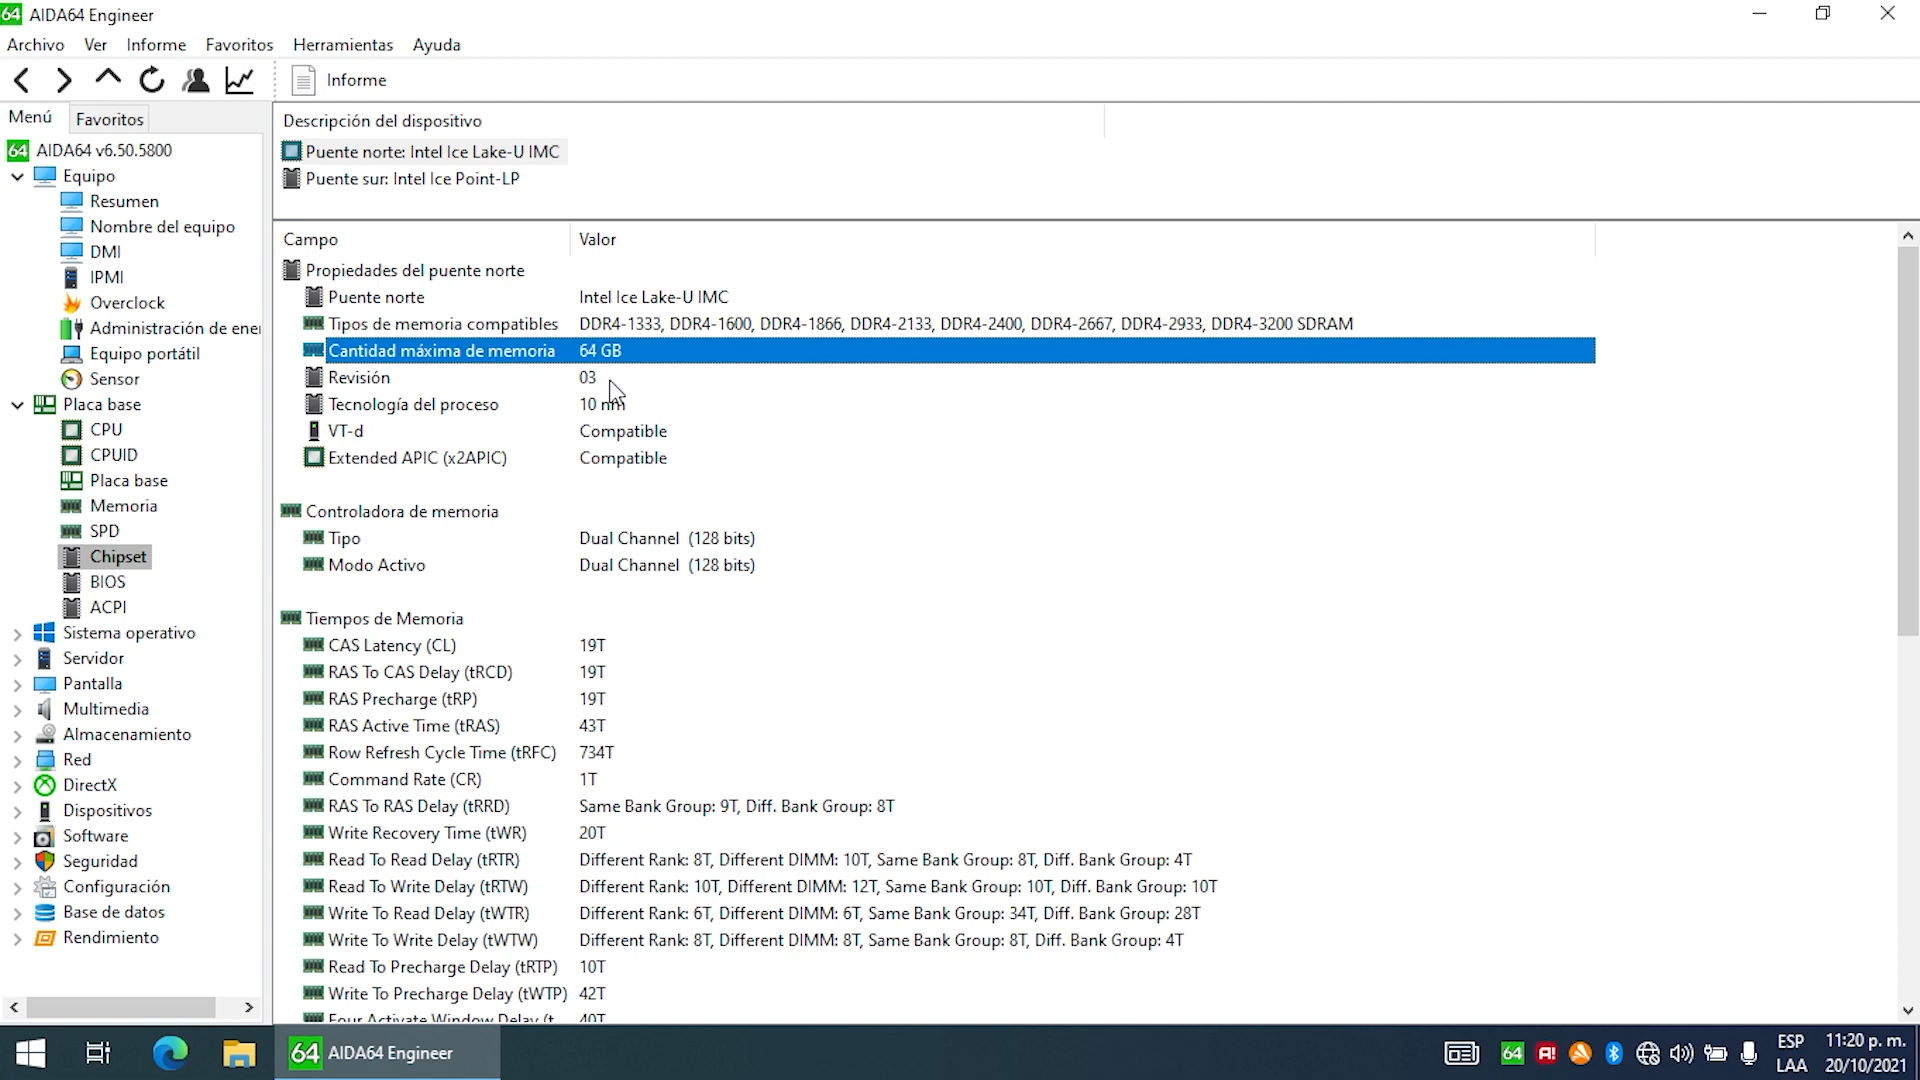 64 AIDA64 Engineer
Archivo Ver Informe Favoritos Herramientas Ayuda
Informe
Menú Favoritos
64 AIDA64 v6.50.5800
Equipo
Resumen
Nombre del equipo
DMI
IPMI
Overclock
Administración de ener
Equipo portátil
Sensor
Placa base
CPU
CPUID
Placa base
Memoria
SPD
Chipset
BIOS
ACPI
Sistema operativo
Servidor
Pantalla
Multimedia
Almacenamiento
Red
DirectX
Dispositivos
Software
Seguridad
Configuración
Base de datos
Rendimiento
Descripción del dispositivo
Puente norte: Intel Ice Lake-U IMC
Puente sur: Intel Ice Point-LP
Campo Valor
Propiedades del puente norte
Puente norte Intel Ice Lake-U IMC
Tipos de memoria compatibles DDR4-1333, DDR4-1600, DDR4-1866, DDR4-2133, DDR4-2400, DDR4-2667, DDR4-2933, DDR4-3200 SDRAM
Cantidad máxima de memoria 64 GB
Revisión 03
Tecnología del proceso 10 nm
VT-d Compatible
Extended APIC (x2APIC) Compatible
Controladora de memoria
Tipo Dual Channel (128 bits)
Modo Activo Dual Channel (128 bits)
Tiempos de Memoria
CAS Latency (CL) 19T
RAS To CAS Delay (tRCD) 19T
RAS Precharge (tRP) 19T
RAS Active Time (tRAS) 43T
Row Refresh Cycle Time (tRFC) 734T
Command Rate (CR) 1T
RAS To RAS Delay (tRRD) Same Bank Group: 9T, Diff. Bank Group: 8T
Write Recovery Time (tWR) 20T
Read To Read Delay (tRTR) Different Rank: 8T, Different DIMM: 10T, Same Bank Group: 8T, Diff. Bank Group: 4T
Read To Write Delay (tRTW) Different Rank: 10T, Different DIMM: 12T, Same Bank Group: 10T, Diff. Bank Group: 10T
Write To Read Delay (tWTR) Different Rank: 6T, Different DIMM: 6T, Same Bank Group: 34T, Diff. Bank Group: 28T
Write To Write Delay (tWTW) Different Rank: 8T, Different DIMM: 8T, Same Bank Group: 8T, Diff. Bank Group: 4T
Read To Precharge Delay (tRTP) 10T
Write To Precharge Delay (tWTP) 42T
Four Activate Window Delay (t... 40T
64 AIDA64 Engineer
64
ESP
LAA
11:20 p. m.
20/10/2021